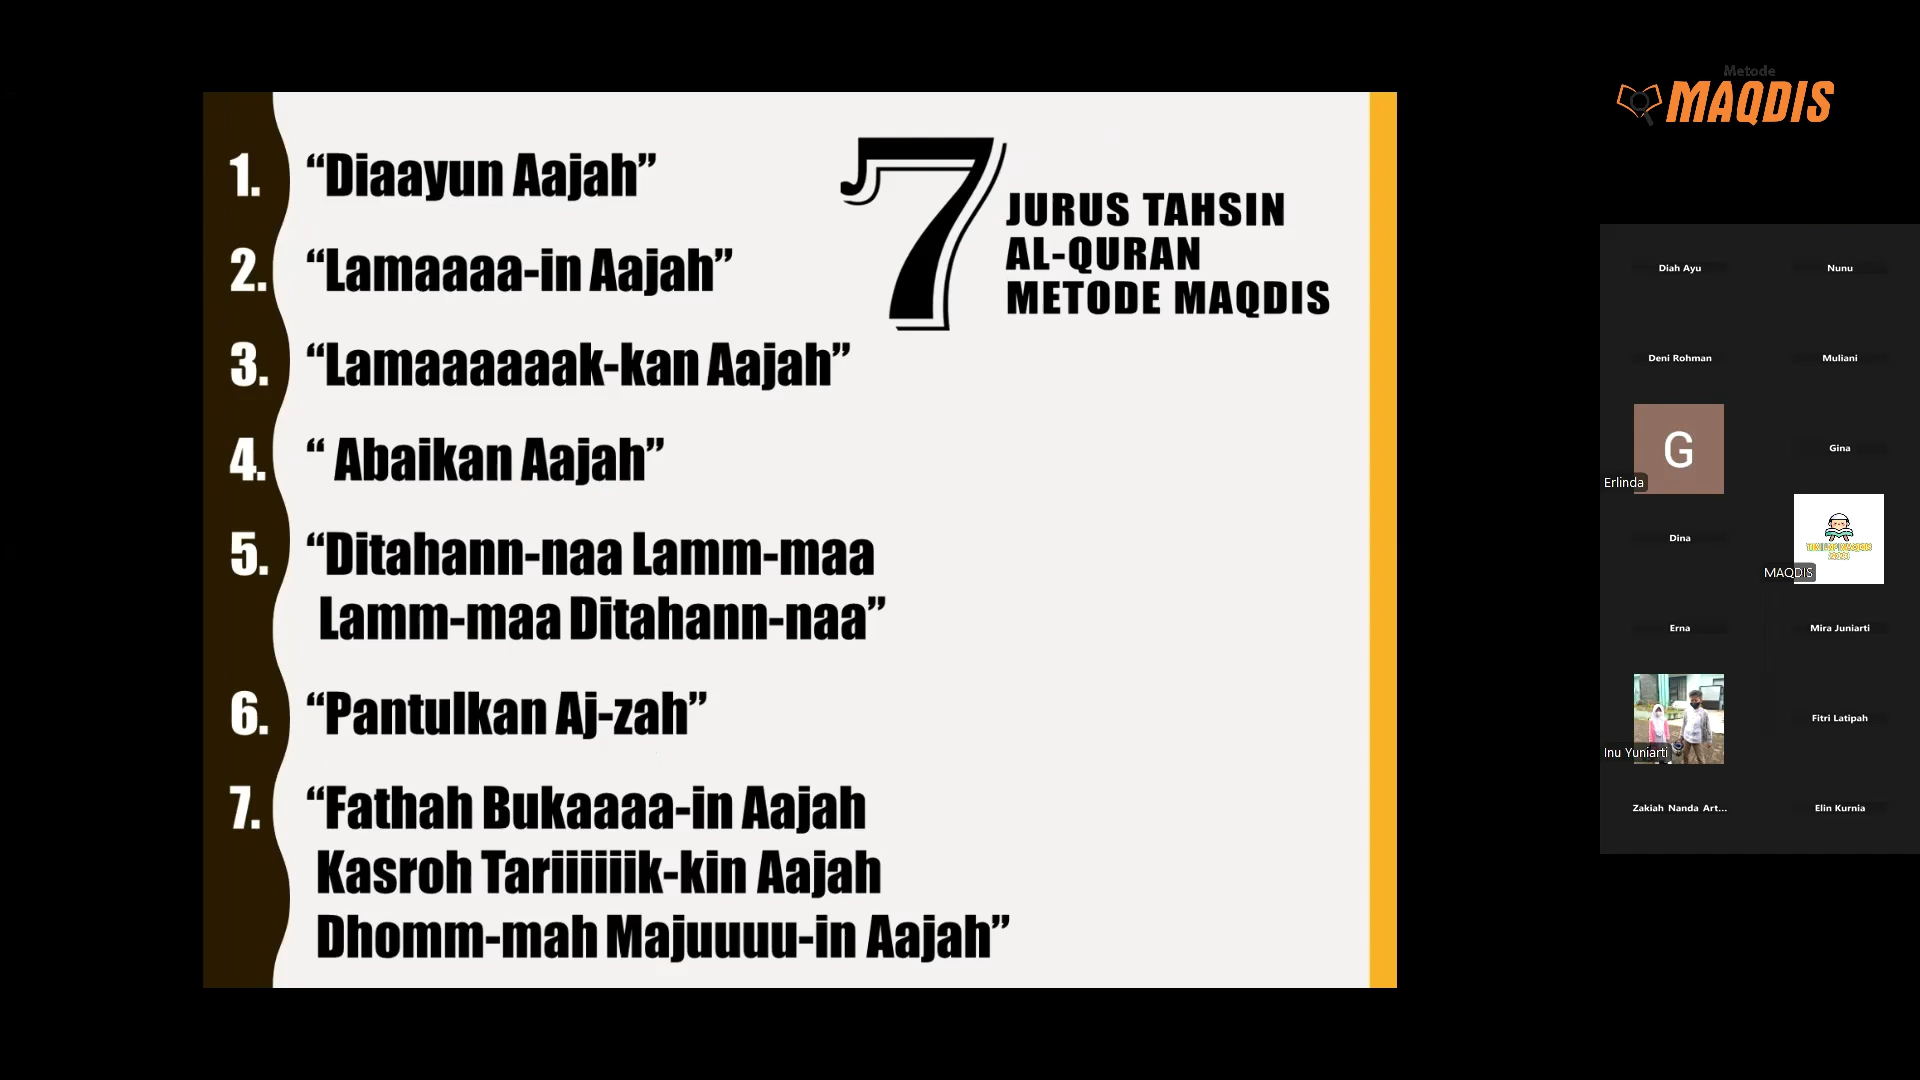 Metode
MAQDIS
7
JURUS TAHSIN
AL-QURAN
METODE MAQDIS
1. “Diaayun Aajah”
2. “Lamaaaa-in Aajah”
3. “Lamaaaaaak-kan Aajah”
4. “ Abaikan Aajah”
5. “Ditahann-naa Lamm-maa
Lamm-maa Ditahann-naa”
6. “Pantulkan Aj-zah”
7. “Fathah Bukaaaa-in Aajah
Kasroh Tariiiiiik-kin Aajah
Dhomm-mah Majuuuu-in Aajah”
Diah Ayu
Nunu
Deni Rohman
Muliani
G
Erlinda
Gina
Dina
MAQDIS
Erna
Mira Juniarti
Inu Yuniarti
Fitri Latipah
Zakiah Nanda Art...
Elin Kurnia